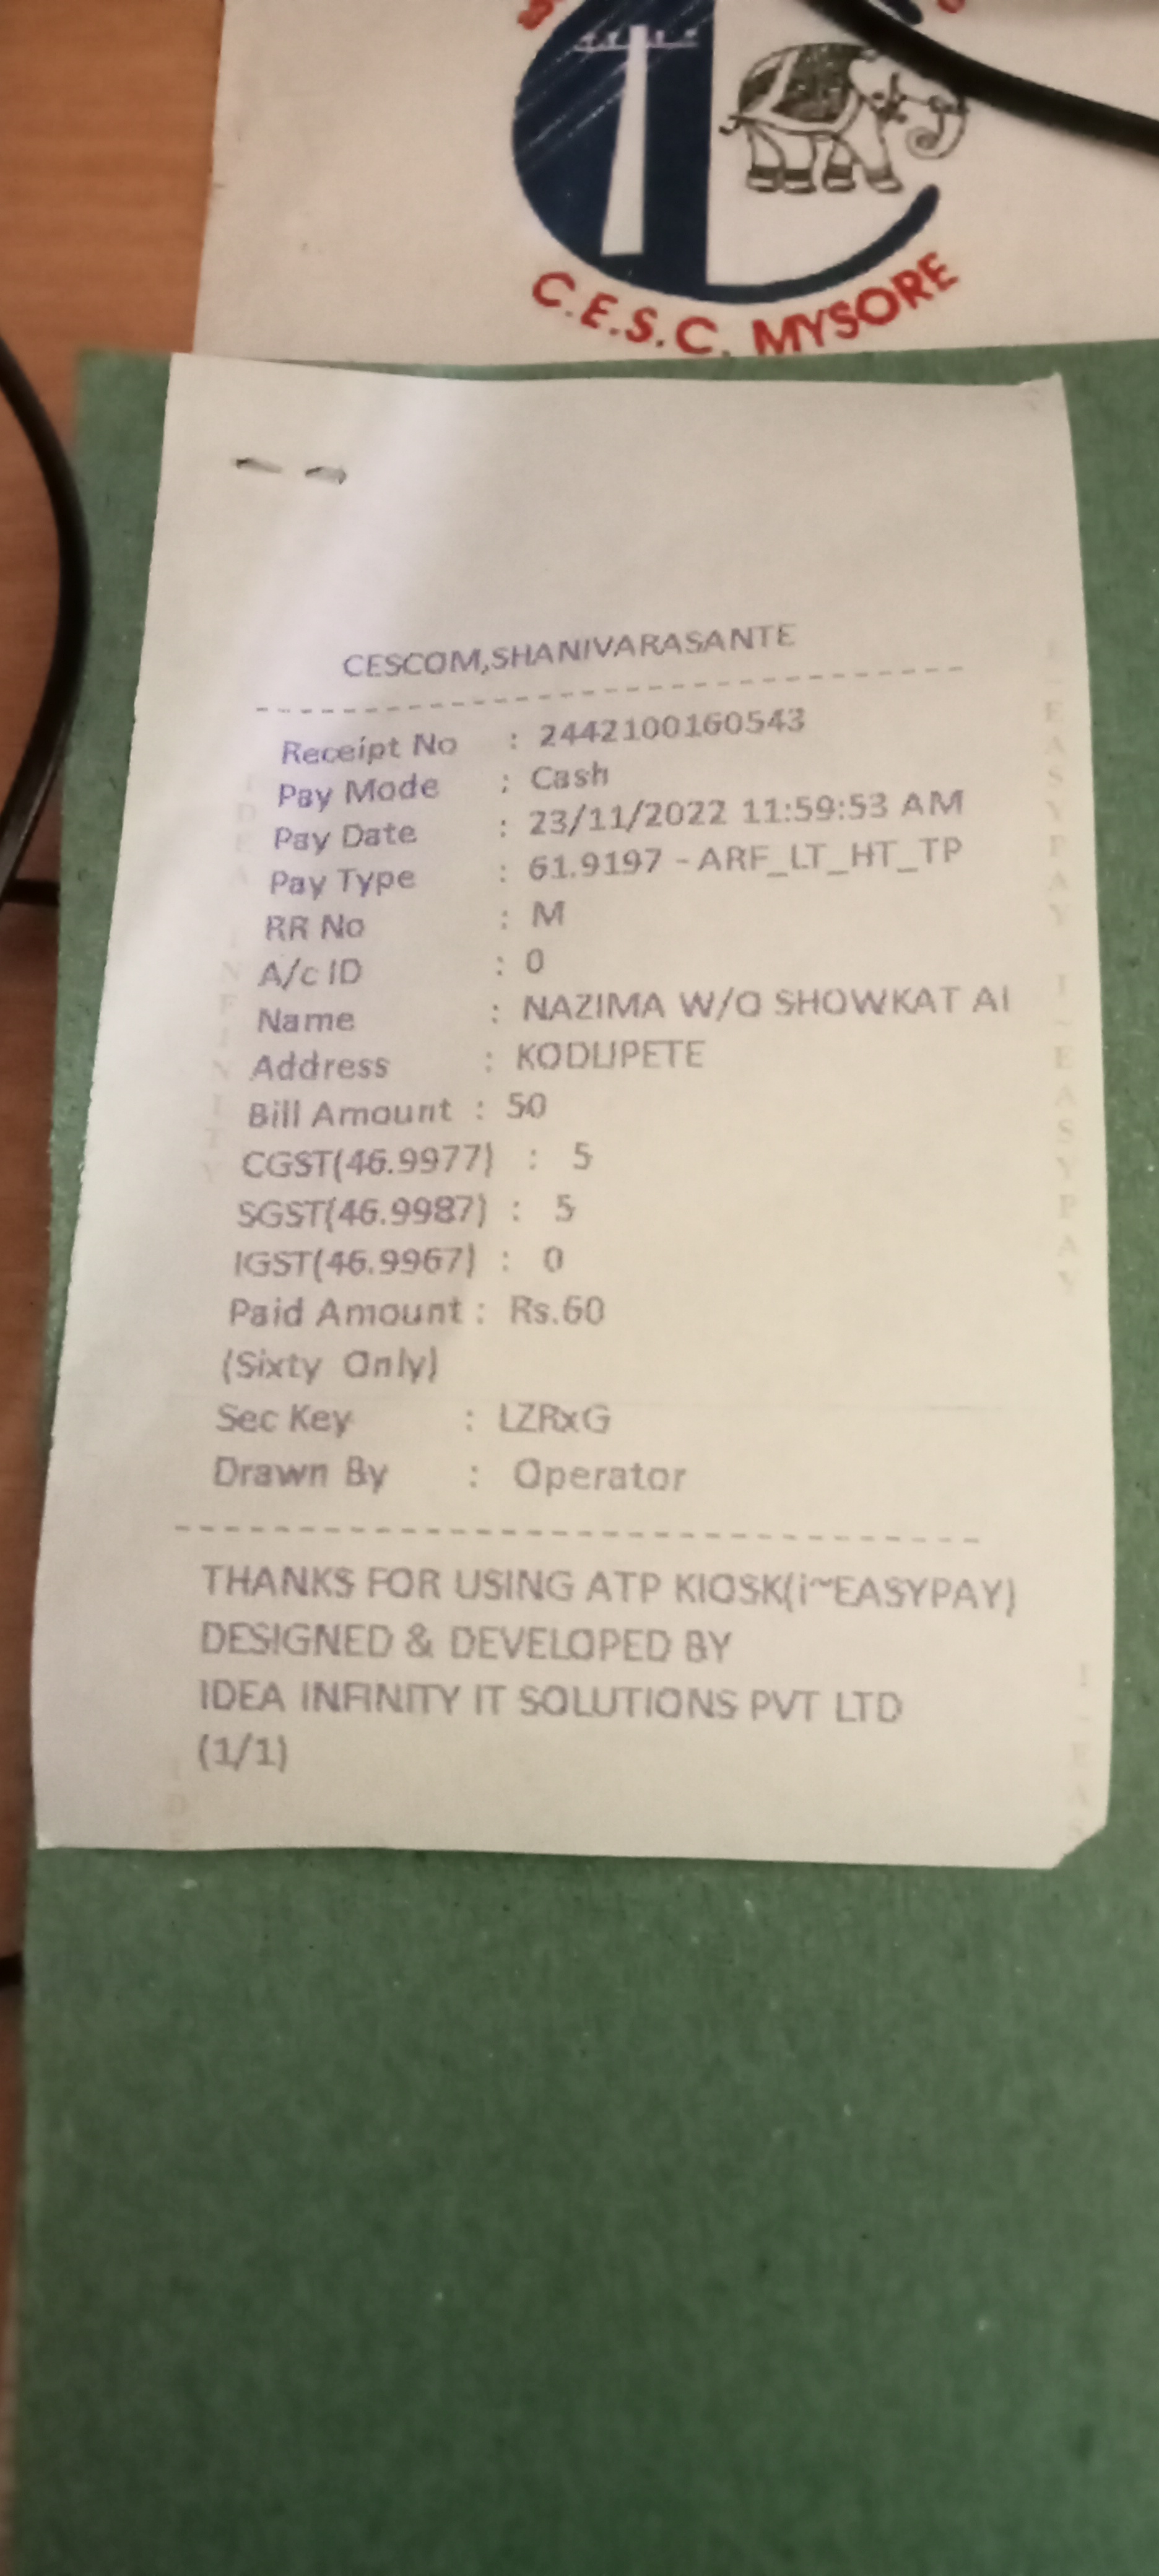 C.E.S.C. MYSORE
CESCOM,SHANIVARASANTE
Receipt No : 2442100160543
Pay Mode : Cash
Pay Date : 23/11/2022 11:59:53 AM
Pay Type : 61.9197 - ARF_LT_HT_TP
RR No : M
A/c ID : 0
Name : NAZIMA W/O SHOWKAT AI
Address : KODLIPETE
Bill Amount : 50
CGST(46.9977) : 5
SGST(46.9987) : 5
IGST(46.9967) : 0
Paid Amount : Rs.60
(Sixty Only)
Sec Key : LZRxG
Drawn By : Operator
THANKS FOR USING ATP KIOSK(i~EASYPAY)
DESIGNED & DEVELOPED BY
IDEA INFINITY IT SOLUTIONS PVT LTD
(1/1)
IDEA INFINITY
I~EASYPAY I~EASYPAY